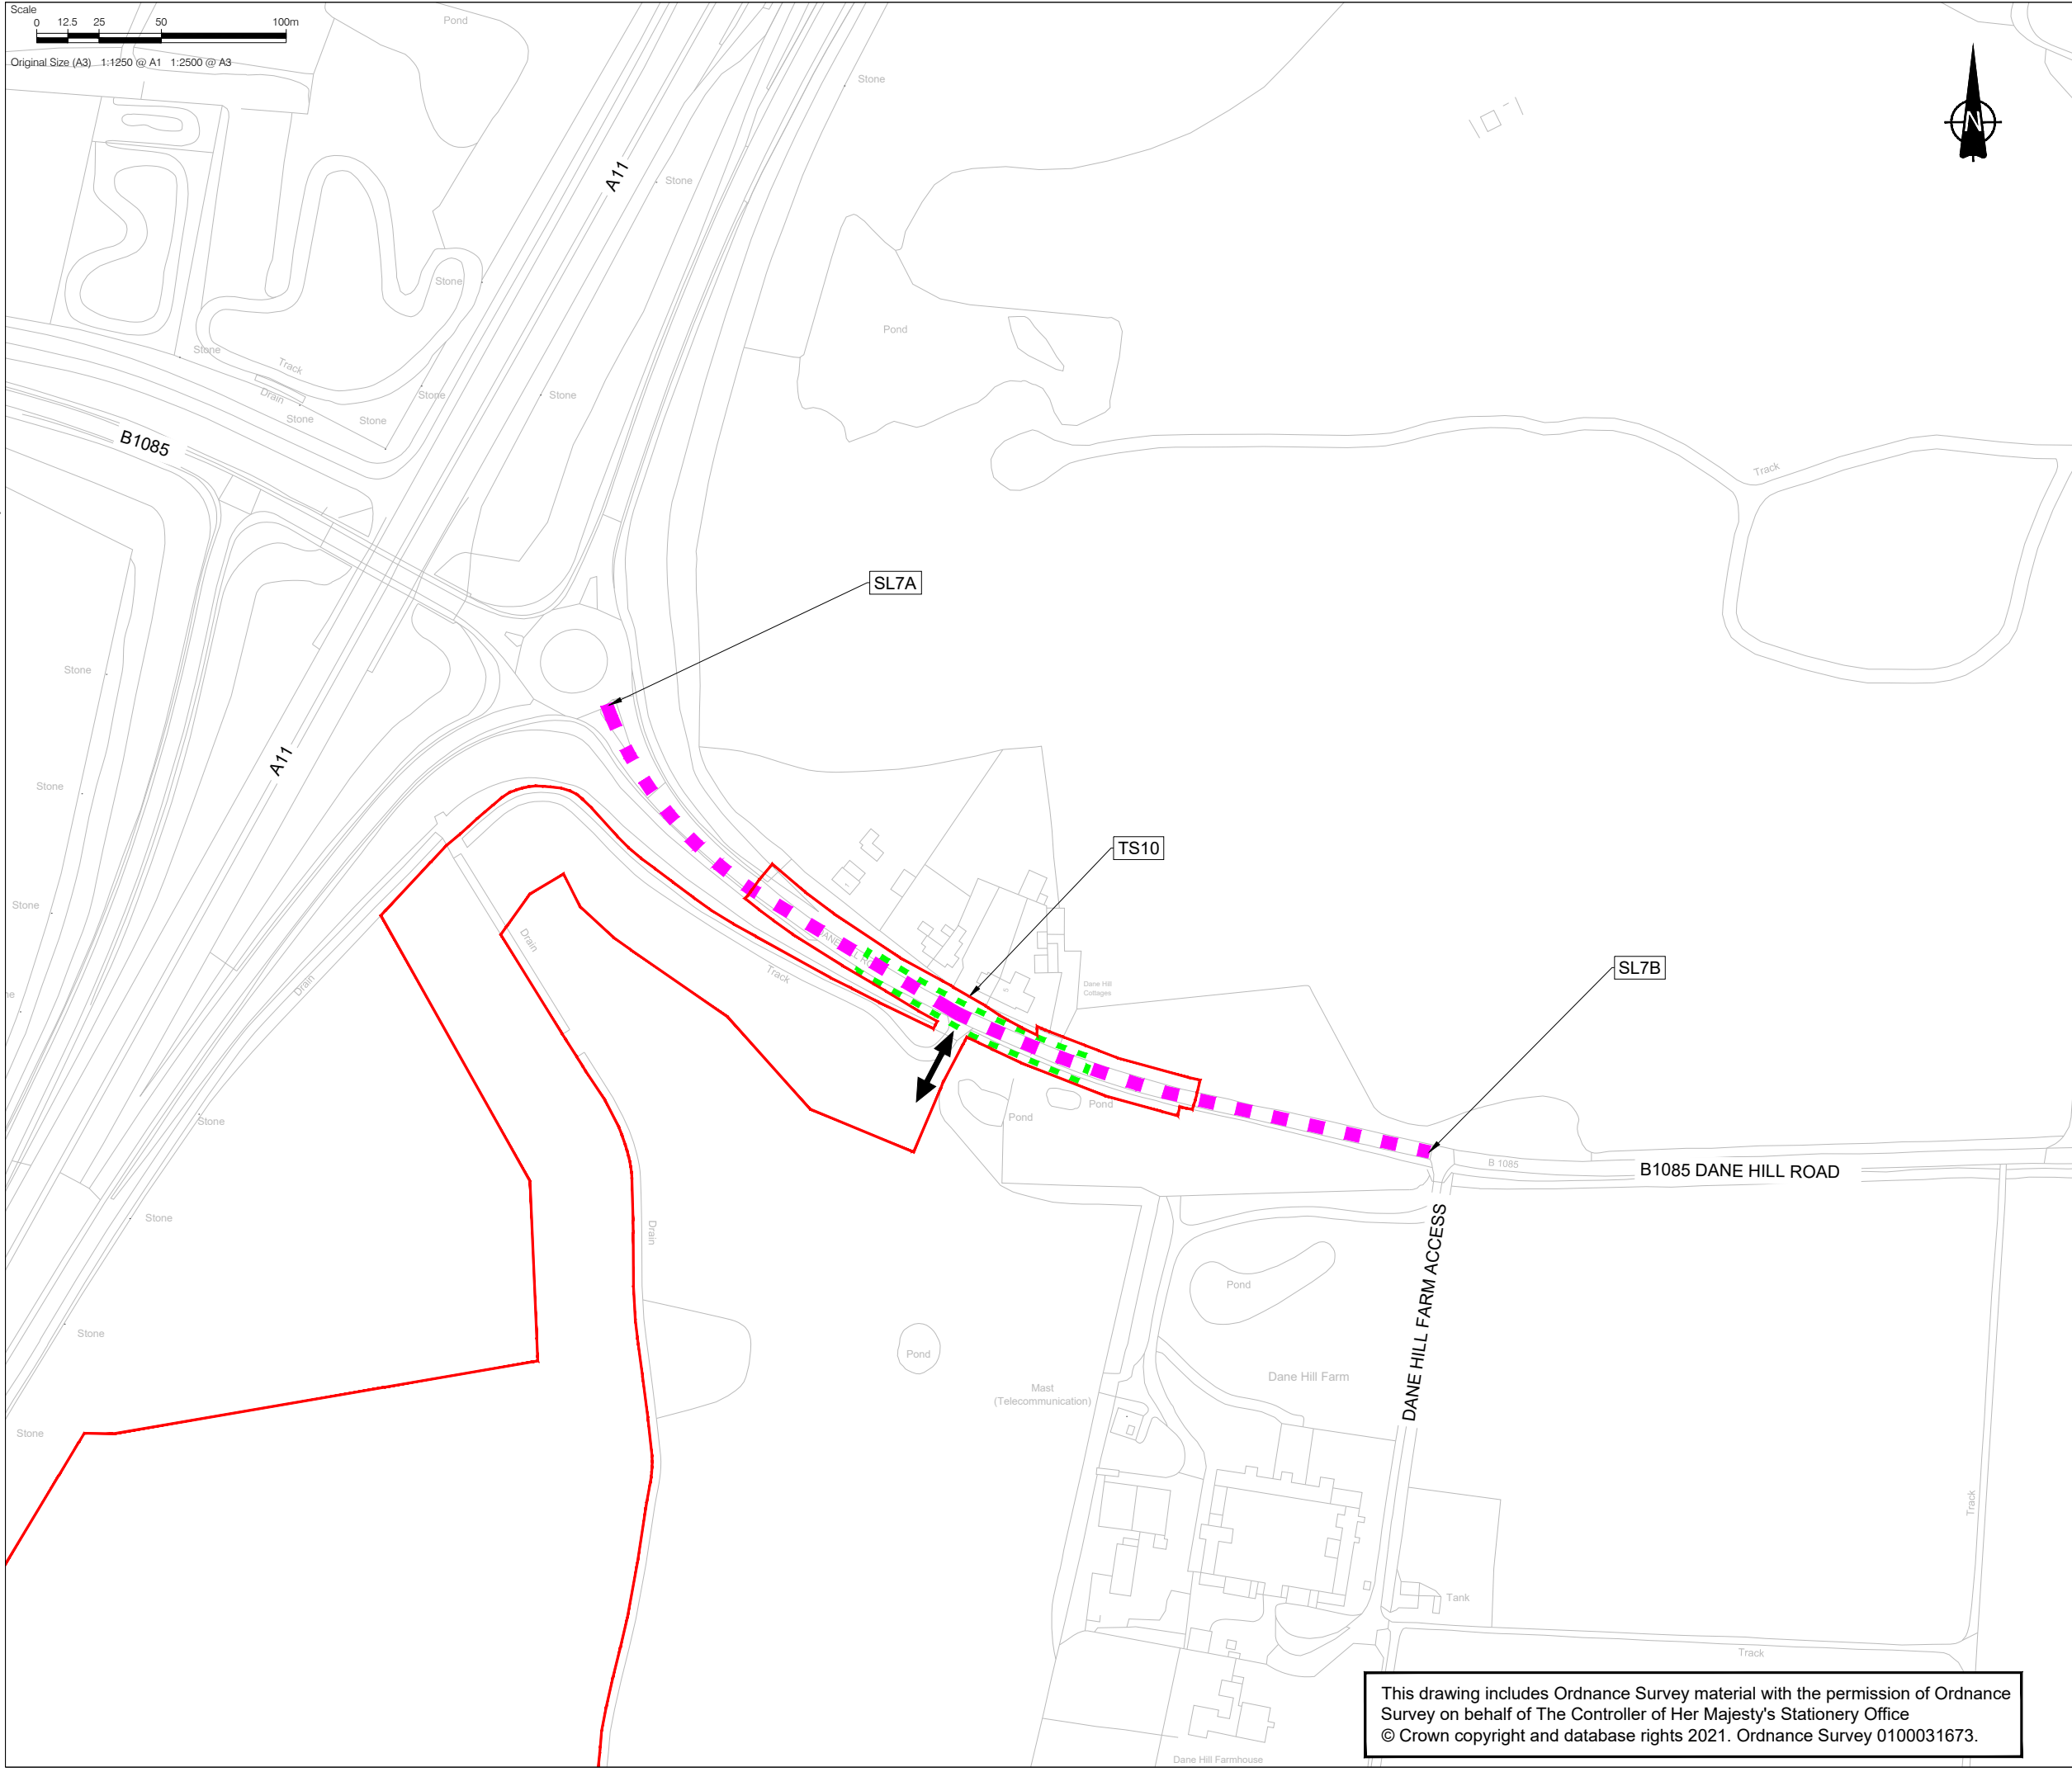 Scale
0 12.5 25 50 100m
Original Size (A3) 1:1250 @ A1 1:2500 @ A3
Pond
Stone
N
A11
Stone
Stone
Pond
Stone
Track
Drain
Stone
Stone
Stone
Stone
B1085
Track
SL7A
Stone
A11
Stone
TS10
Stone
Drain
Drain
Track
Dane Hill
Cottages
SL7B
Stone
Pond
Pond
B 1085
B1085 DANE HILL ROAD
Stone
Drain
DANE HILL FARM ACCESS
Pond
Stone
Pond
Dane Hill Farm
Mast
(Telecommunication)
Stone
Track
Tank
Track
Dane Hill Farmhouse
This drawing includes Ordnance Survey material with the permission of Ordnance
Survey on behalf of The Controller of Her Majesty's Stationery Office
© Crown copyright and database rights 2021. Ordnance Survey 0100031673.